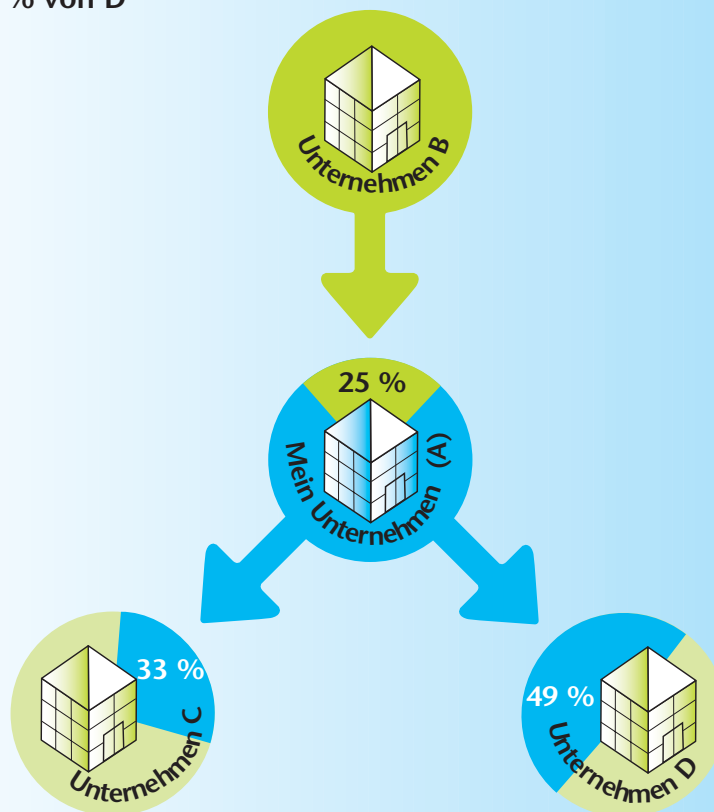 % von D
Unternehmen B
25 %
Mein Unternehmen (A)
33 %
Unternehmen C
49 %
Unternehmen D